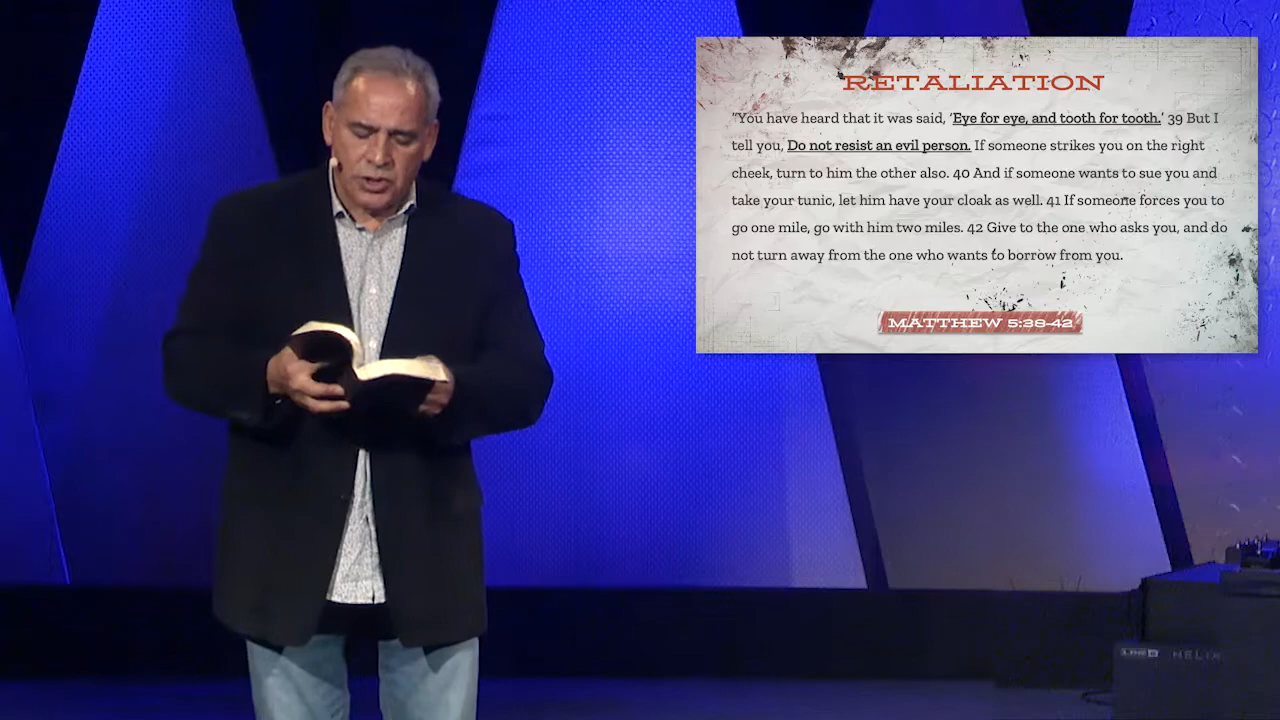 RETALIATION
"You have heard that it was said, 'Eye for eye, and tooth for tooth.' 39 But I
tell you, Do not resist an evil person. If someone strikes you on the right
cheek, turn to him the other also. 40 And if someone wants to sue you and
take your tunic, let him have your cloak as well. 41 If someone forces you to
go one mile, go with him two miles. 42 Give to the one who asks you, and do
not turn away from the one who wants to borrow from you.
MATTHEW 5:38-42
LINE 6 HELIX